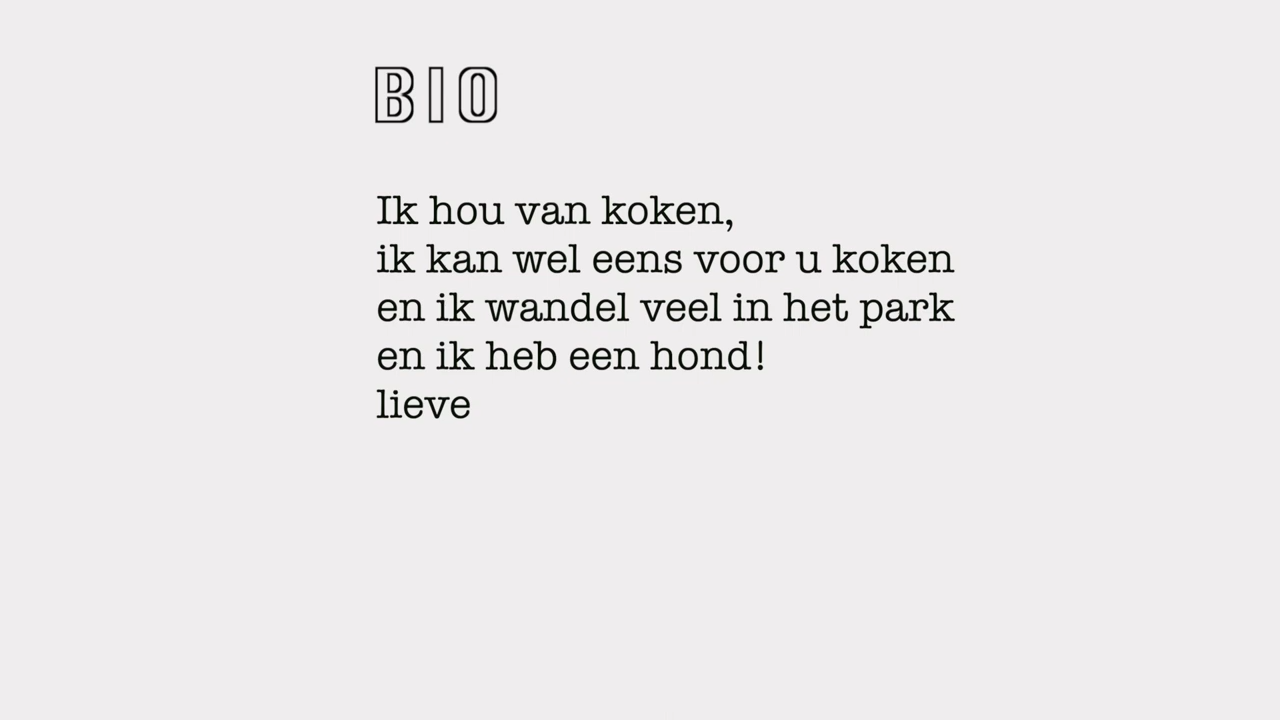 BIO
Ik hou van koken,
ik kan wel eens voor u koken
en ik wandel veel in het park
en ik heb een hond!
lieve